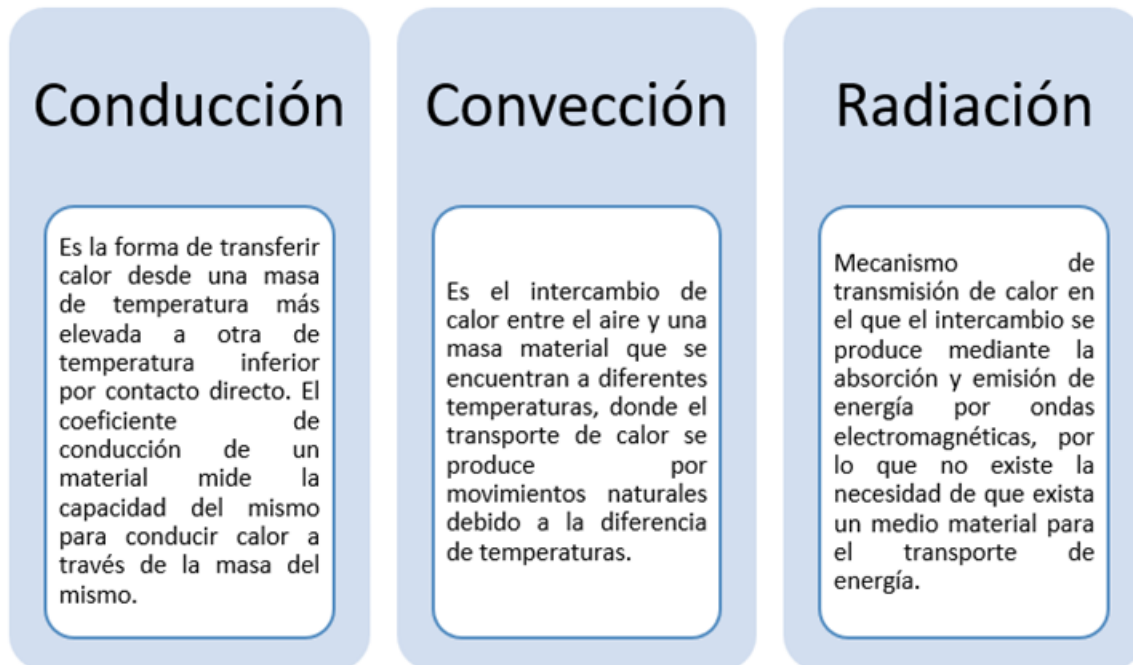 Conducción
Es la forma de transferir
calor desde una masa
de temperatura más
elevada a otra de
temperatura inferior
por contacto directo. El
coeficiente de
conducción de un
material mide la
capacidad del mismo
para conducir calor a
través de la masa del
mismo.
Convección
Es el intercambio de
calor entre el aire y una
masa material que se
encuentran a diferentes
temperaturas, donde el
transporte de calor se
produce por
movimientos naturales
debido a la diferencia
de temperaturas.
Radiación
Mecanismo de
transmisión de calor en
el que el intercambio se
produce mediante la
absorción y emisión de
energía por ondas
electromagnéticas, por
lo que no existe la
necesidad de que exista
un medio material para
el transporte de
energía.